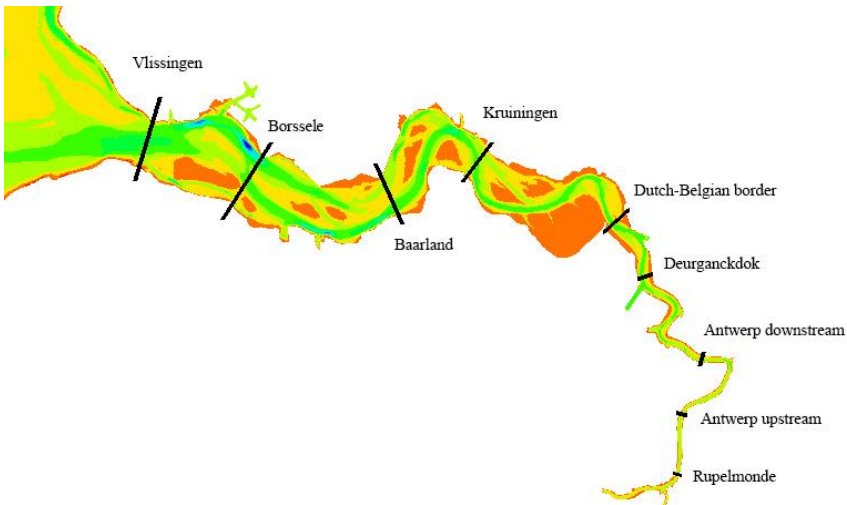 Vlissingen
Borssele
Kruiningen
Baarland
Dutch-Belgian border
Deurganckdok
Antwerp downstream
Antwerp upstream
Rupelmonde